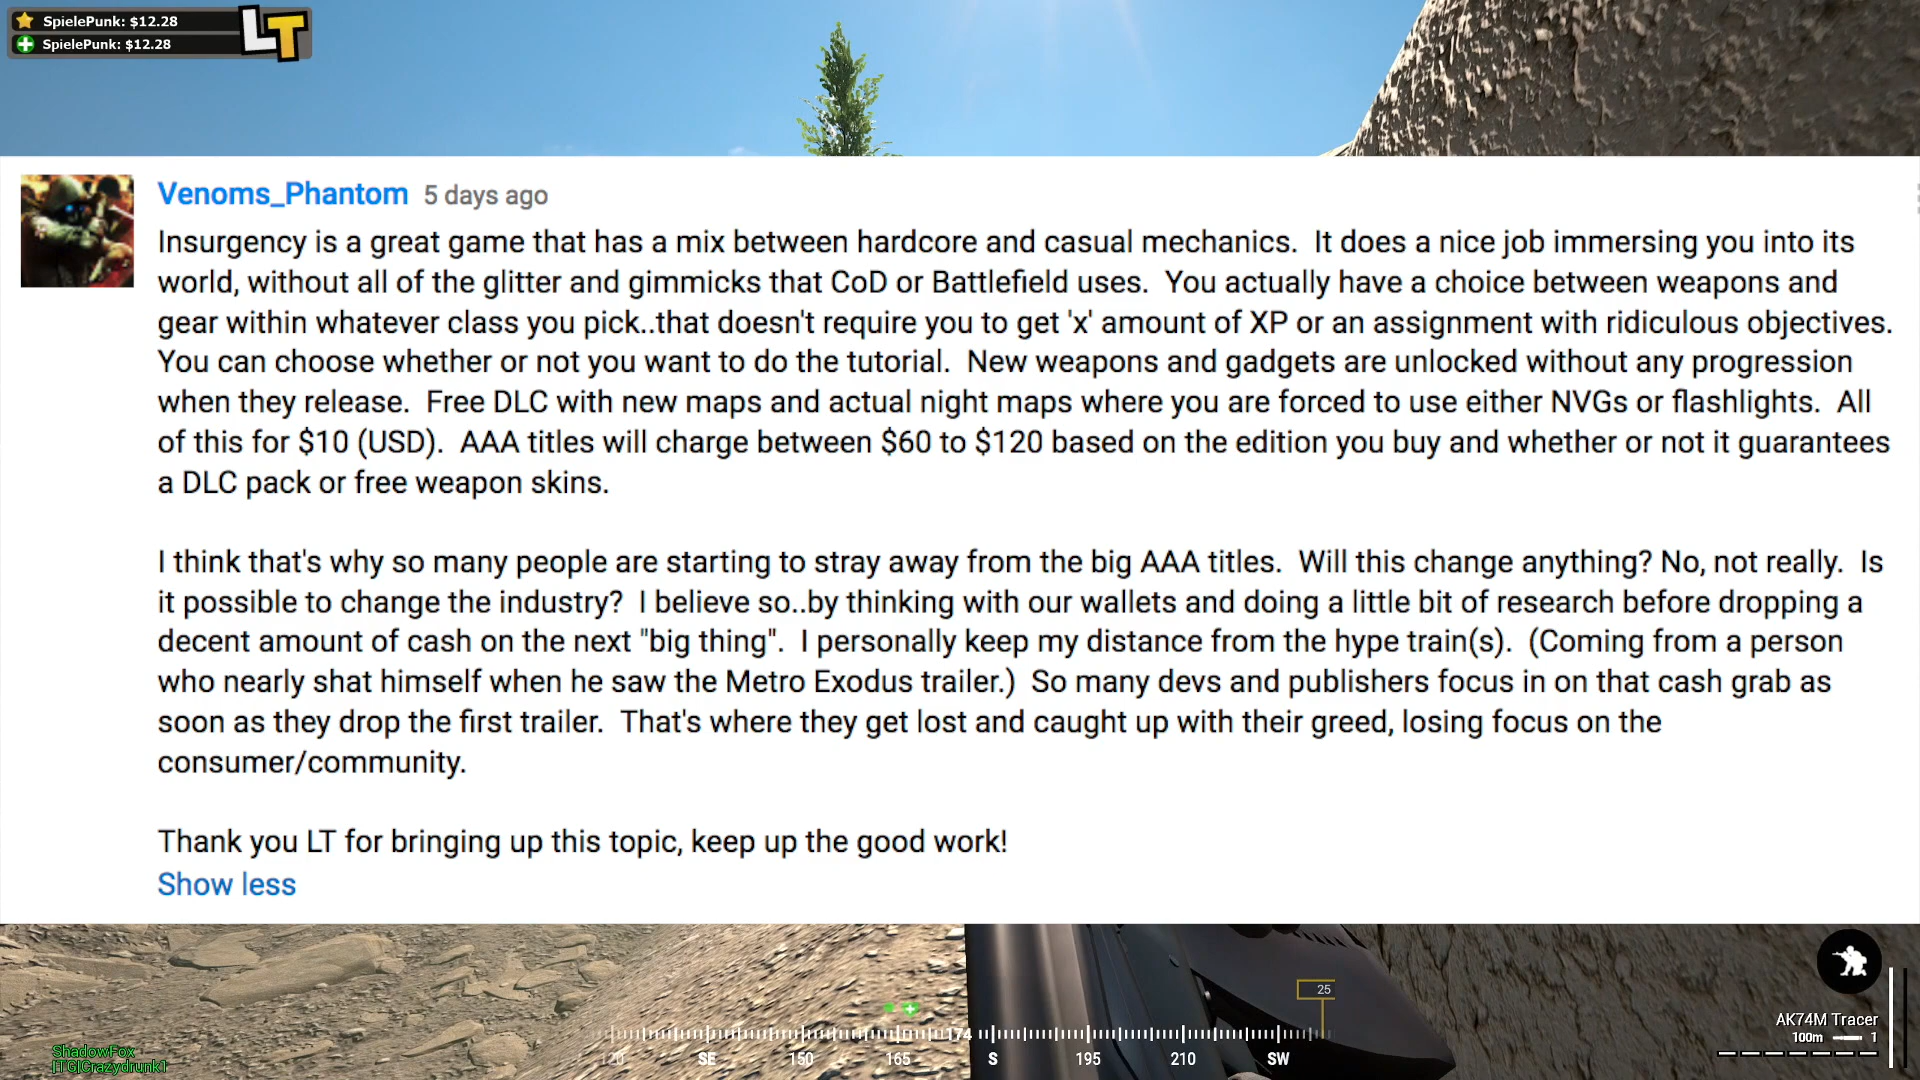 SpielePunk: $12.28
SpielePunk: $12.28
LT
Venoms_Phantom 5 days ago
Insurgency is a great game that has a mix between hardcore and casual mechanics.  It does a nice job immersing you into its
world, without all of the glitter and gimmicks that CoD or Battlefield uses.  You actually have a choice between weapons and
gear within whatever class you pick..that doesn't require you to get 'x' amount of XP or an assignment with ridiculous objectives.
You can choose whether or not you want to do the tutorial.  New weapons and gadgets are unlocked without any progression
when they release.  Free DLC with new maps and actual night maps where you are forced to use either NVGs or flashlights.  All
of this for $10 (USD).  AAA titles will charge between $60 to $120 based on the edition you buy and whether or not it guarantees
a DLC pack or free weapon skins.
I think that's why so many people are starting to stray away from the big AAA titles.  Will this change anything? No, not really.  Is
it possible to change the industry?  I believe so..by thinking with our wallets and doing a little bit of research before dropping a
decent amount of cash on the next "big thing".  I personally keep my distance from the hype train(s).  (Coming from a person
who nearly shat himself when he saw the Metro Exodus trailer.)  So many devs and publishers focus in on that cash grab as
soon as they drop the first trailer.  That's where they get lost and caught up with their greed, losing focus on the
consumer/community.
Thank you LT for bringing up this topic, keep up the good work!
Show less
25
174
120 SE 150 165 S 195 210 SW
AK74M Tracer
100m 1
ShadowFox
[TG]Crazydrunk1